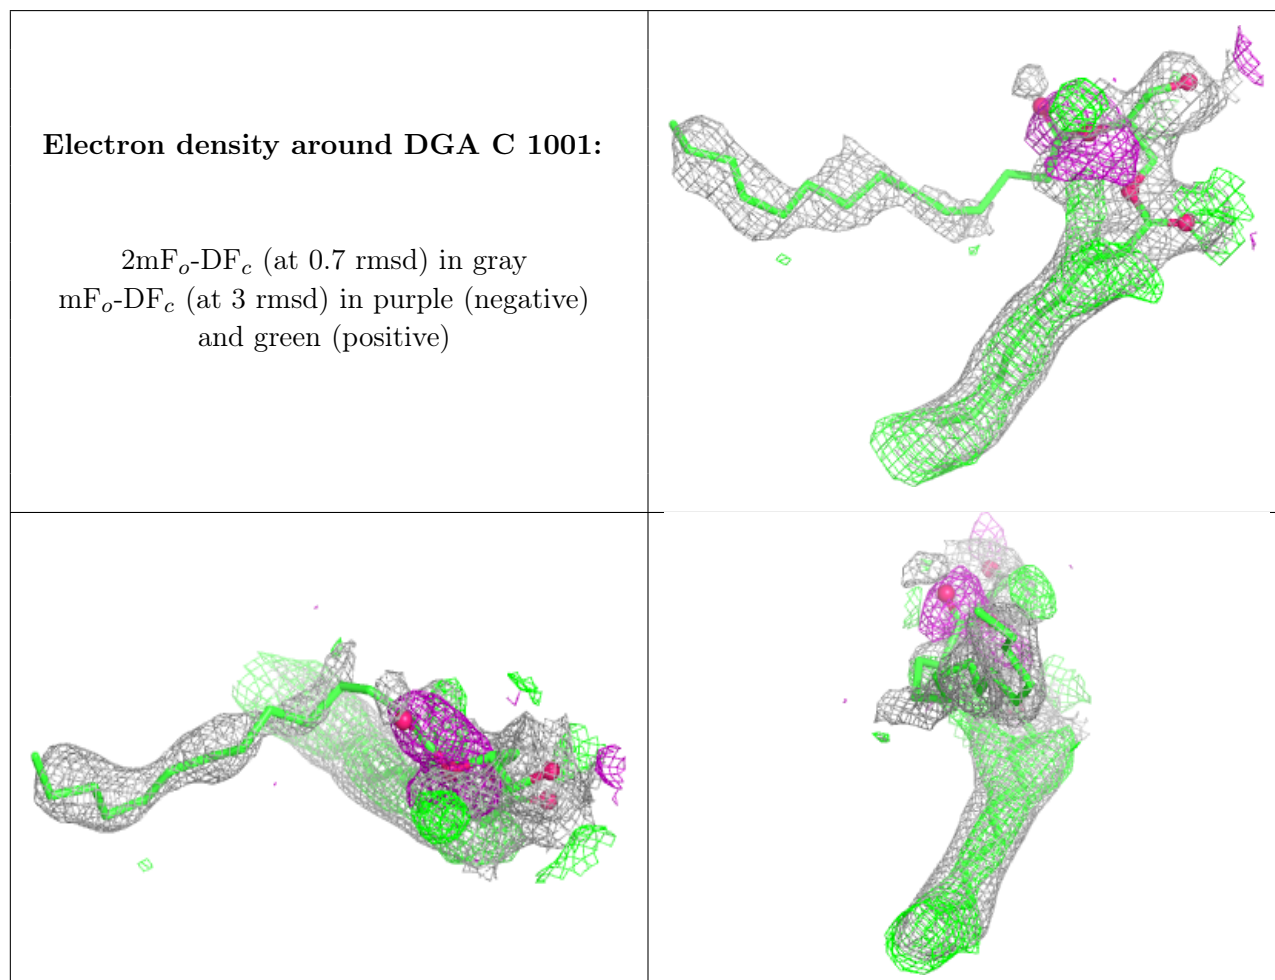 Electron density around DGA C 1001:
2mFo-DFc (at 0.7 rmsd) in gray
mFo-DFc (at 3 rmsd) in purple (negative)
and green (positive)